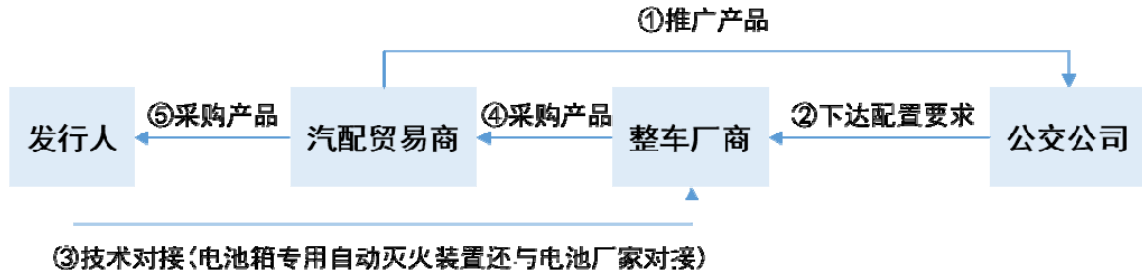 ①推广产品
⑤采购产品
④采购产品
②下达配置要求
发行人
汽配贸易商
整车厂商
公交公司
③技术对接（电池箱专用自动灭火装置还与电池厂家对接）